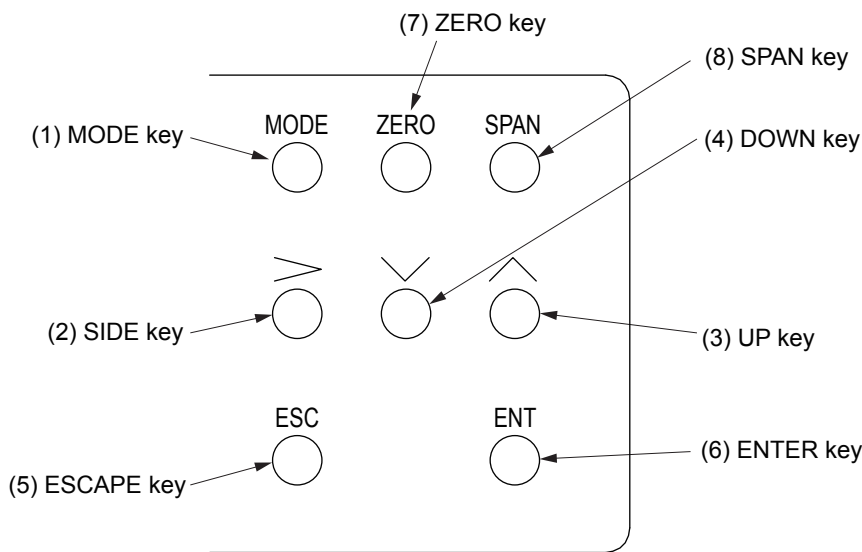 (7) ZERO key
(8) SPAN key
(1) MODE key
MODE ZERO SPAN
(4) DOWN key
(2) SIDE key
(3) UP key
ESC ENT
(5) ESCAPE key
(6) ENTER key